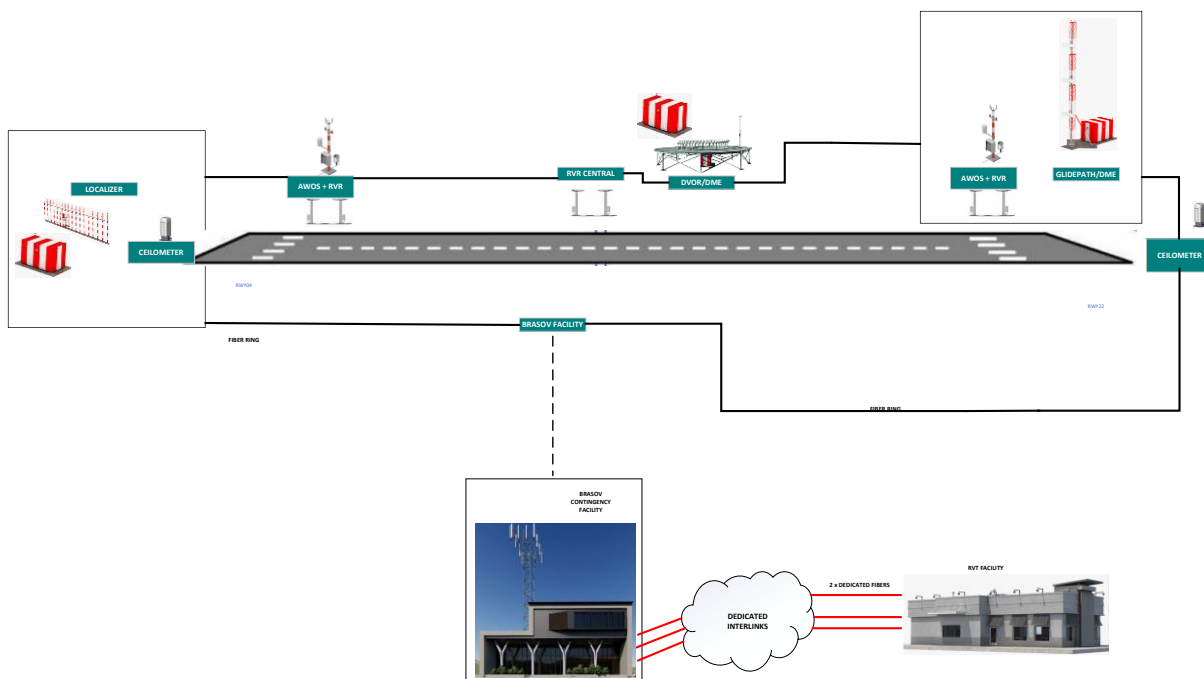 LOCALIZER
CEILOMETER
AWOS + RVR
RVR CENTRAL
DVOR/DME
AWOS + RVR
GLIDEPATH/DME
CEILOMETER
RWY04
RWY22
BRASOV FACILITY
FIBER RING
FIBER RING
BRASOV
CONTINGENCY
FACILITY
DEDICATED
INTERLINKS
2 x DEDICATED FIBERS
RVT FACILITY